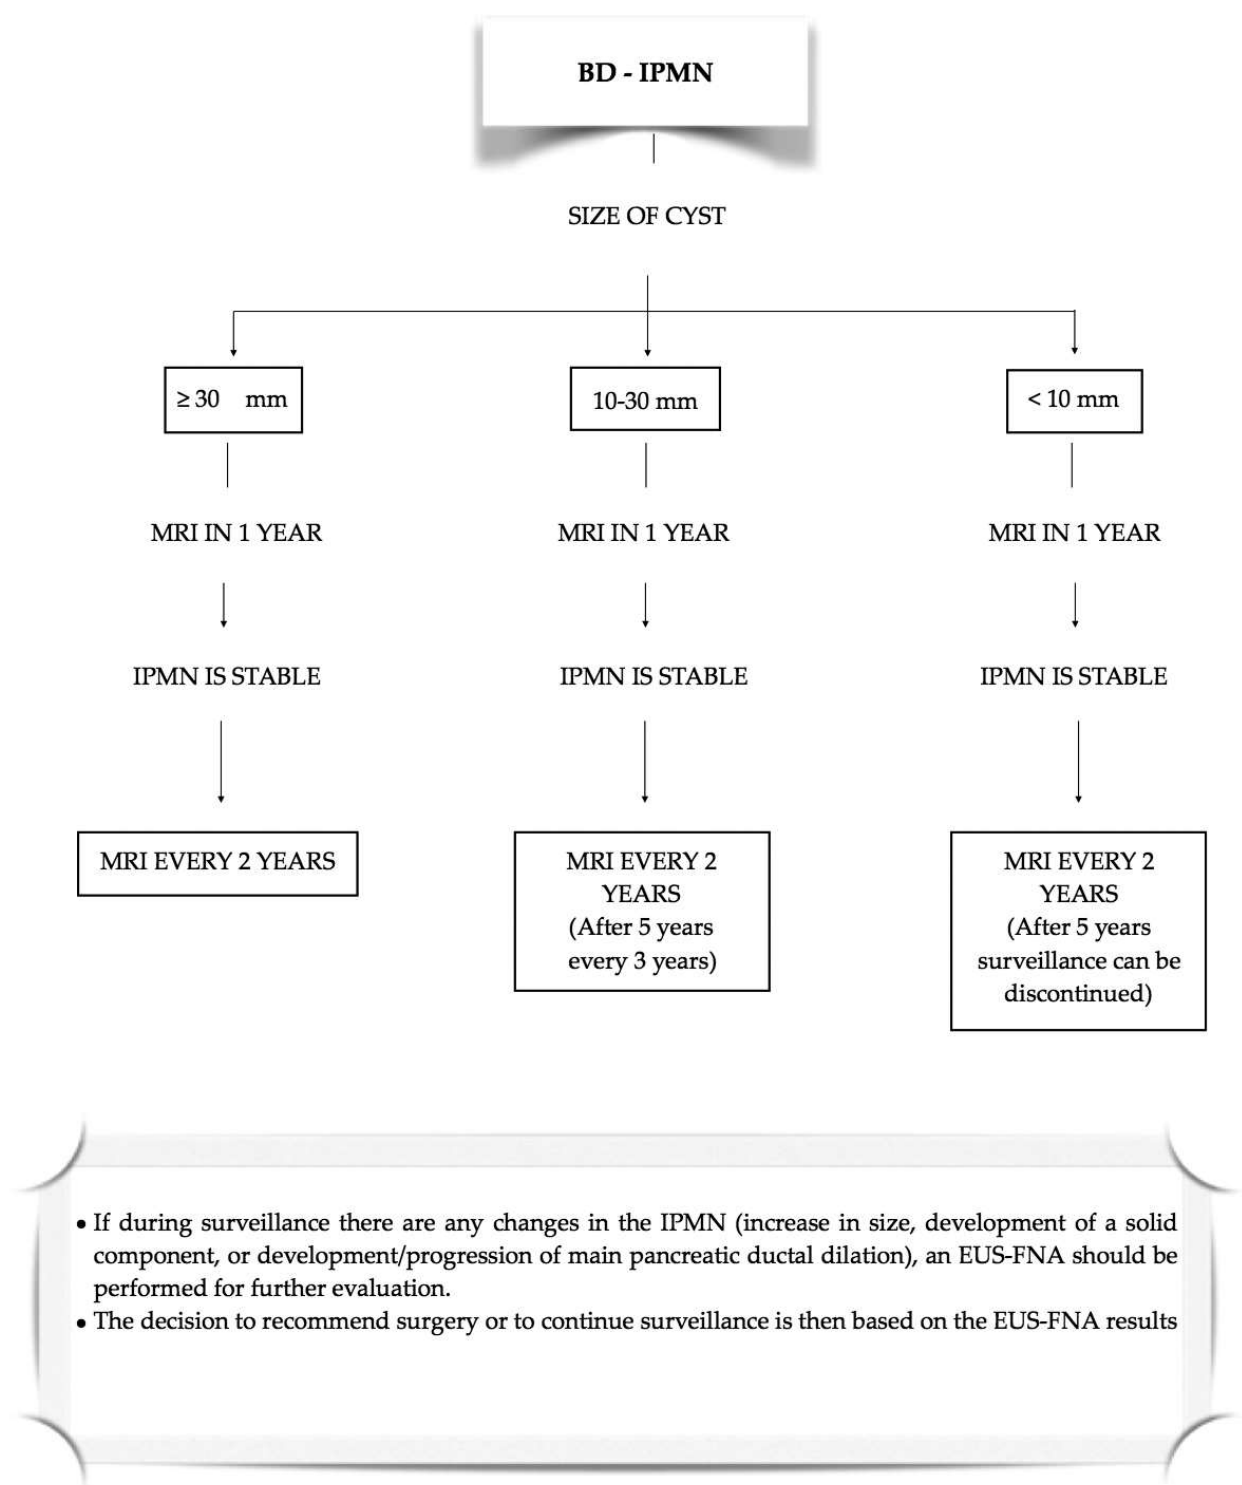 BD - IPMN
SIZE OF CYST
≥ 30 mm
10-30 mm
< 10 mm
MRI IN 1 YEAR
MRI IN 1 YEAR
MRI IN 1 YEAR
IPMN IS STABLE
IPMN IS STABLE
IPMN IS STABLE
MRI EVERY 2 YEARS
MRI EVERY 2
YEARS
(After 5 years
every 3 years)
MRI EVERY 2
YEARS
(After 5 years
surveillance can be
discontinued)
• If during surveillance there are any changes in the IPMN (increase in size, development of a solid
component, or development/progression of main pancreatic ductal dilation), an EUS-FNA should be
performed for further evaluation.
• The decision to recommend surgery or to continue surveillance is then based on the EUS-FNA results